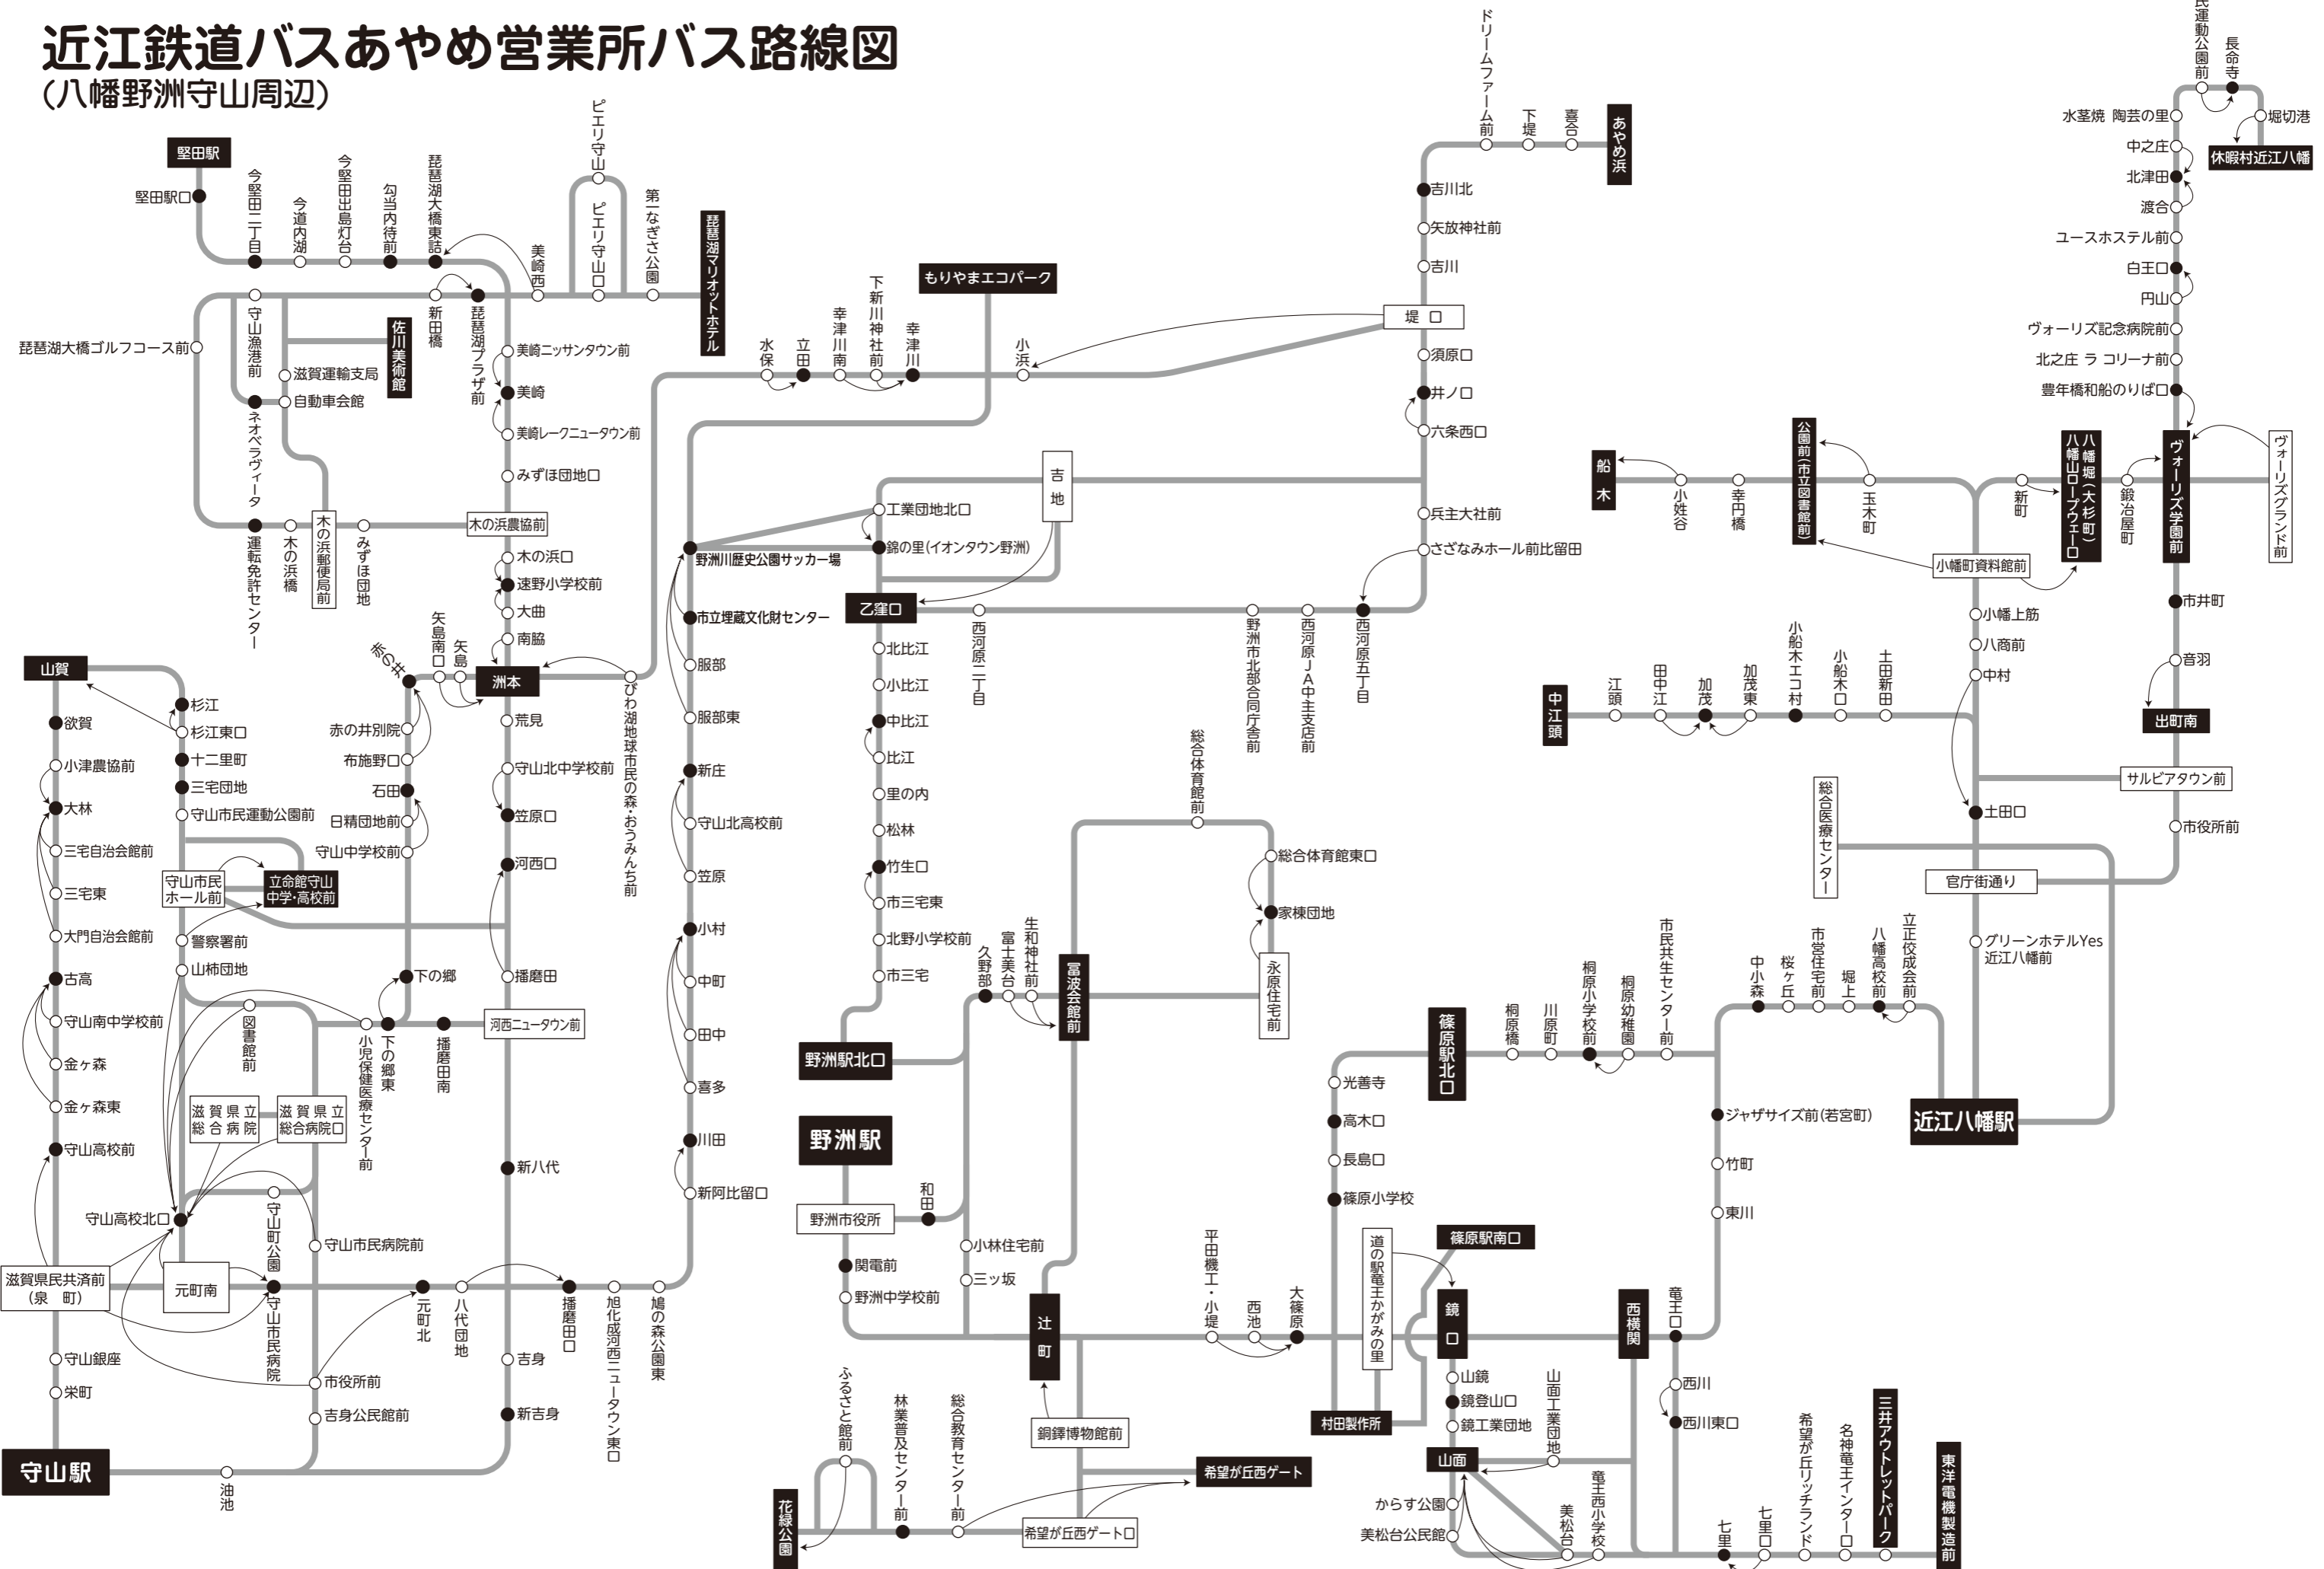 近江鉄道バスあやめ営業所バス路線図
(八幡野洲守山周辺)
堅田駅
堅田駅口
今堅田二丁目
今道内湖
今堅田出島灯台
勾当内待前
琵琶湖大橋東詰
美崎西
ピエリ守山
ピエリ守山口
第一なぎさ公園
琵琶湖マリオットホテル
琵琶湖大橋ゴルフコース前
守山漁港前
佐川美術館
新田橋
琵琶湖プラザ前
滋賀運輸支局
自動車会館
ネオベラヴィータ
美崎ニッサンタウン前
美崎
美崎レークニュータウン前
みずほ団地口
運転免許センター
木の浜橋
木の浜郵便局前
みずほ団地
木の浜農協前
木の浜口
速野小学校前
大曲
南脇
洲本
矢島
矢島南口
赤の井
赤の井別院
布施野口
石田
日精団地前
守山中学校前
下の郷
荒見
守山北中学校前
笠原口
河西口
播磨田
河西ニュータウン前
播磨田南
下の郷東
小児保健医療センター前
新八代
吉身
新吉身
山賀
欲賀
小津農協前
大林
三宅自治会館前
三宅東
大門自治会館前
古高
守山南中学校前
金ヶ森
金ヶ森東
守山高校前
滋賀県民共済前
(泉 町)
守山銀座
栄町
守山駅
油池
杉江
杉江東口
十二里町
三宅団地
守山市民運動公園前
守山市民
ホール前
立命館守山
中学・高校前
警察署前
山柿団地
図書館前
滋賀県立
総合病院
滋賀県立
総合病院口
守山高校北口
守山町公園
守山市民病院前
元町南
守山市民病院
市役所前
吉身公民館前
元町北
八代団地
播磨田口
旭化成河西ニュータウン東口
鳩の森公園東
びわ湖地球市民の森・おうみんち前
水保
立田
幸津川南
下新川神社前
幸津川
小浜
もりやまエコパーク
野洲川歴史公園サッカー場
市立埋蔵文化財センター
服部
服部東
新庄
守山北高校前
笠原
小村
中町
田中
喜多
川田
新阿比留口
ドリームファーム前
下堤
喜合
あやめ浜
吉川北
矢放神社前
吉川
堤口
須原口
井ノ口
六条西口
兵主大社前
さざなみホール前比留田
吉地
工業団地北口
錦の里(イオンタウン野洲)
乙窪口
西河原二丁目
野洲市北部合同庁舎前
西河原JA中主支店前
西河原五丁目
北比江
小比江
中比江
比江
里の内
松林
竹生口
市三宅東
北野小学校前
市三宅
野洲駅北口
久野部
富士美台
生和神社前
冨波会館前
総合体育館前
総合体育館東口
家棟団地
永原住宅前
野洲駅
野洲市役所
和田
関電前
野洲中学校前
小林住宅前
三ッ坂
辻町
銅鐸博物館前
希望が丘西ゲート
希望が丘西ゲート口
総合教育センター前
林業普及センター前
ふるさと館前
花緑公園
平田機工・小堤
西池
大篠原
道の駅竜王かがみの里
篠原駅南口
鏡口
村田製作所
篠原駅北口
光善寺
高木口
長島口
篠原小学校
桐原橋
川原町
桐原小学校前
桐原幼稚園
市民共生センター前
中小森
桜ヶ丘
市営住宅前
堀上
八幡高校前
立正佼成会前
近江八幡駅
ジャザサイズ前(若宮町)
竹町
東川
山鏡
鏡登山口
鏡工業団地
山面
山面工業団地
からす公園
美松台公民館
美松台
竜王西小学校
西横関
竜王口
西川
西川東口
七里
七里口
希望が丘リッチランド
名神竜王インター口
三井アウトレットパーク
東洋電機製造前
民運動公園前
長命寺
堀切港
休暇村近江八幡
水茎焼 陶芸の里
中之庄
北津田
渡合
ユースホステル前
白王口
円山
ヴォーリズ記念病院前
北之庄 ラ コリーナ前
豊年橋和船のりば口
ヴォーリズ学園前
ヴォーリズグランド前
鍛冶屋町
八幡堀(大杉町)
八幡山ロープウェー口
新町
船木
小姓谷
幸円橋
公園前(市立図書館前)
玉木町
小幡町資料館前
小幡上筋
八商前
中村
土田口
中江頭
江頭
田中江
加茂
加茂東
小船木エコ村
小船木口
土田新田
市井町
音羽
出町南
サルビアタウン前
市役所前
総合医療センター
官庁街通り
グリーンホテルYes
近江八幡前